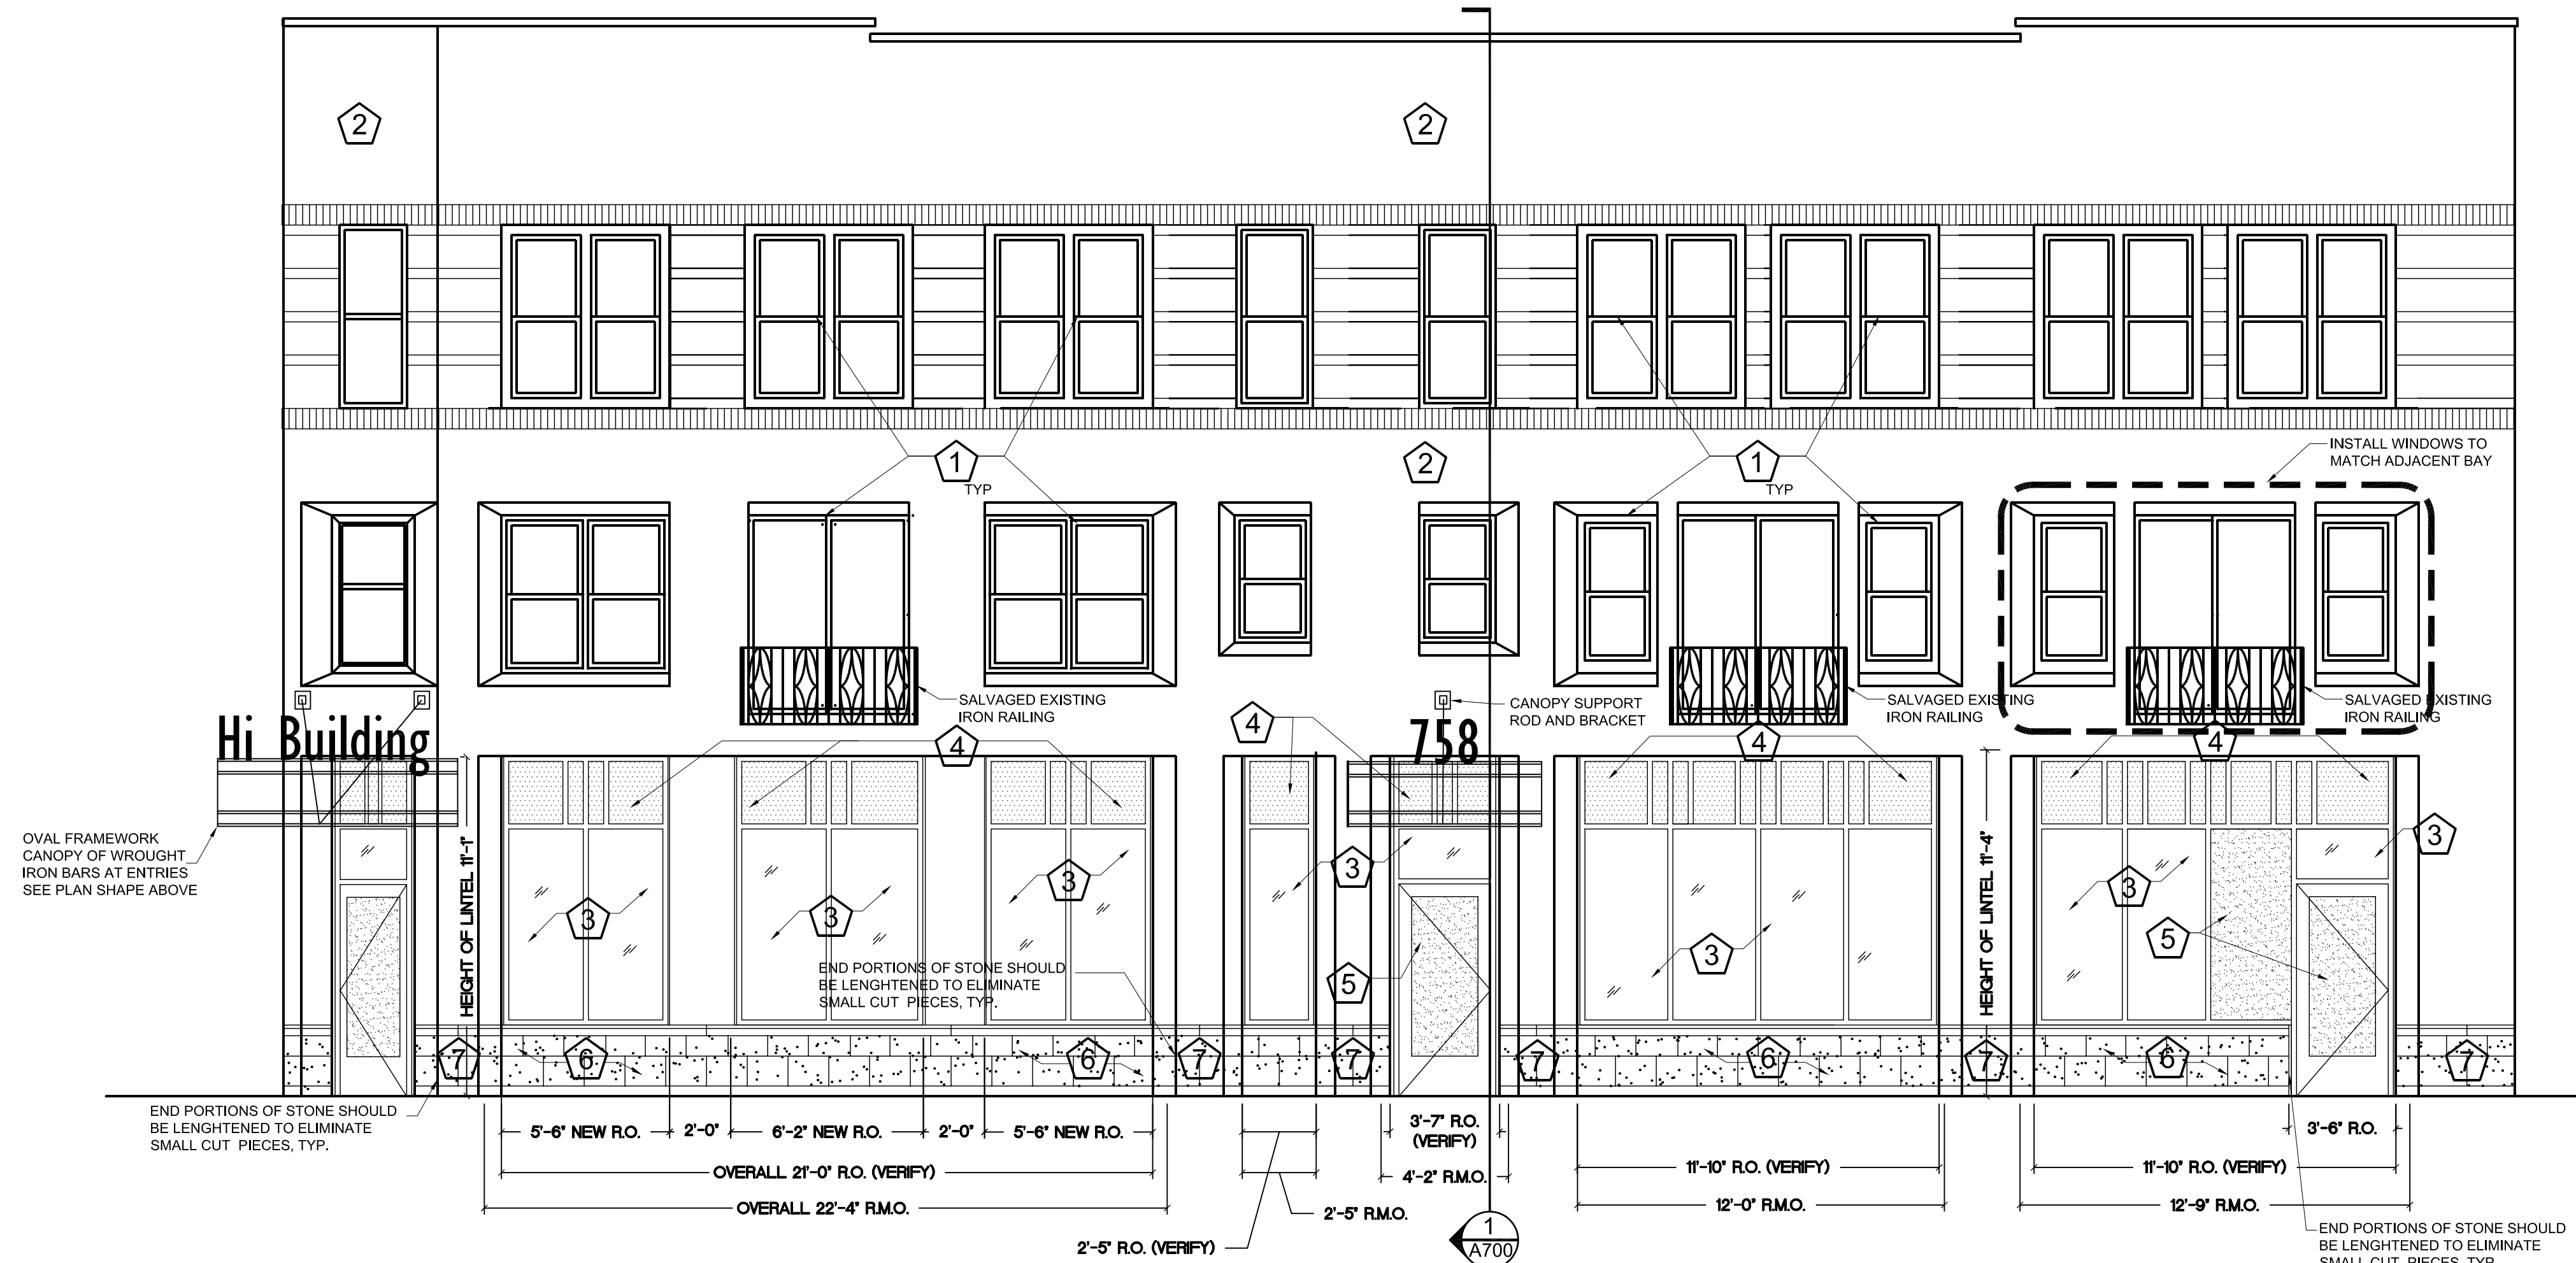 2
2
1
TYP
2
1
TYP
INSTALL WINDOWS TO
MATCH ADJACENT BAY
SALVAGED EXISTING
IRON RAILING
CANOPY SUPPORT
ROD AND BRACKET
SALVAGED EXISTING
IRON RAILING
SALVAGED EXISTING
IRON RAILING
Hi Building
758
4
4
4
4
OVAL FRAMEWORK
CANOPY OF WROUGHT
IRON BARS AT ENTRIES
SEE PLAN SHAPE ABOVE
HEIGHT OF LINTEL 11'-1"
HEIGHT OF LINTEL 11'-4"
3
3
3
3
3
3
3
5
5
END PORTIONS OF STONE SHOULD
BE LENGHTENED TO ELIMINATE
SMALL CUT PIECES, TYP.
7
6
6
7
7
7
6
7
6
7
END PORTIONS OF STONE SHOULD
BE LENGHTENED TO ELIMINATE
SMALL CUT PIECES, TYP.
5'-6" NEW R.O.
2'-0"
6'-2" NEW R.O.
2'-0"
5'-6" NEW R.O.
3'-7" R.O.
(VERIFY)
3'-6" R.O.
OVERALL 21'-0" R.O. (VERIFY)
4'-2" R.M.O.
11'-10" R.O. (VERIFY)
11'-10" R.O. (VERIFY)
OVERALL 22'-4" R.M.O.
2'-5" R.M.O.
12'-0" R.M.O.
12'-9" R.M.O.
2'-5" R.O. (VERIFY)
1
A700
END PORTIONS OF STONE SHOULD
BE LENGHTENED TO ELIMINATE
SMALL CUT PIECES, TYP.